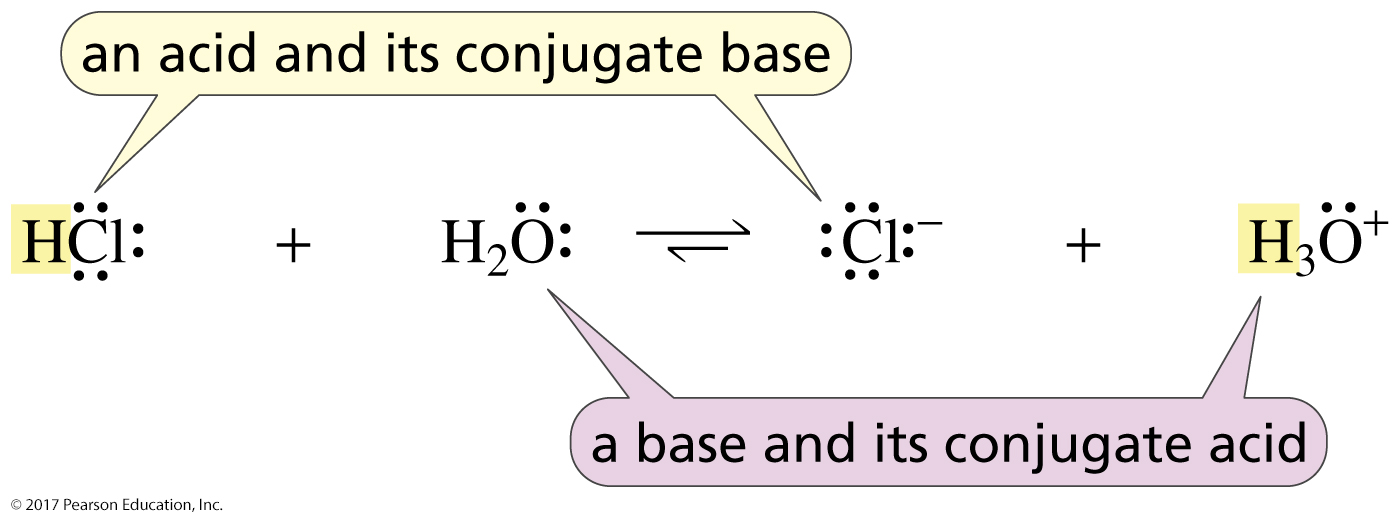 an acid and its conjugate base
HCl: + H₂O: ⇌ :Cl:⁻ + H₃O⁺
a base and its conjugate acid
© 2017 Pearson Education, Inc.